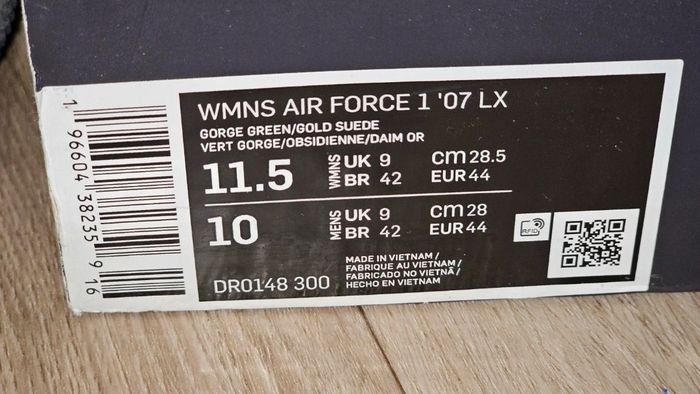 WMNS AIR FORCE 1 '07 LX
GORGE GREEN/GOLD SUEDE
VERT GORGE/OBSIDIENNE/DAIM OR
11.5 WMNS UK 9 cm 28.5
BR 42 EUR 44
10 MENS UK 9 cm 28
BR 42 EUR 44
RFID
MADE IN VIETNAM /
FABRIQUE AU VIETNAM /
FABRICADO NO VIETNÃ /
HECHO EN VIETNAM
DR0148 300
1 96604 38235 9 16